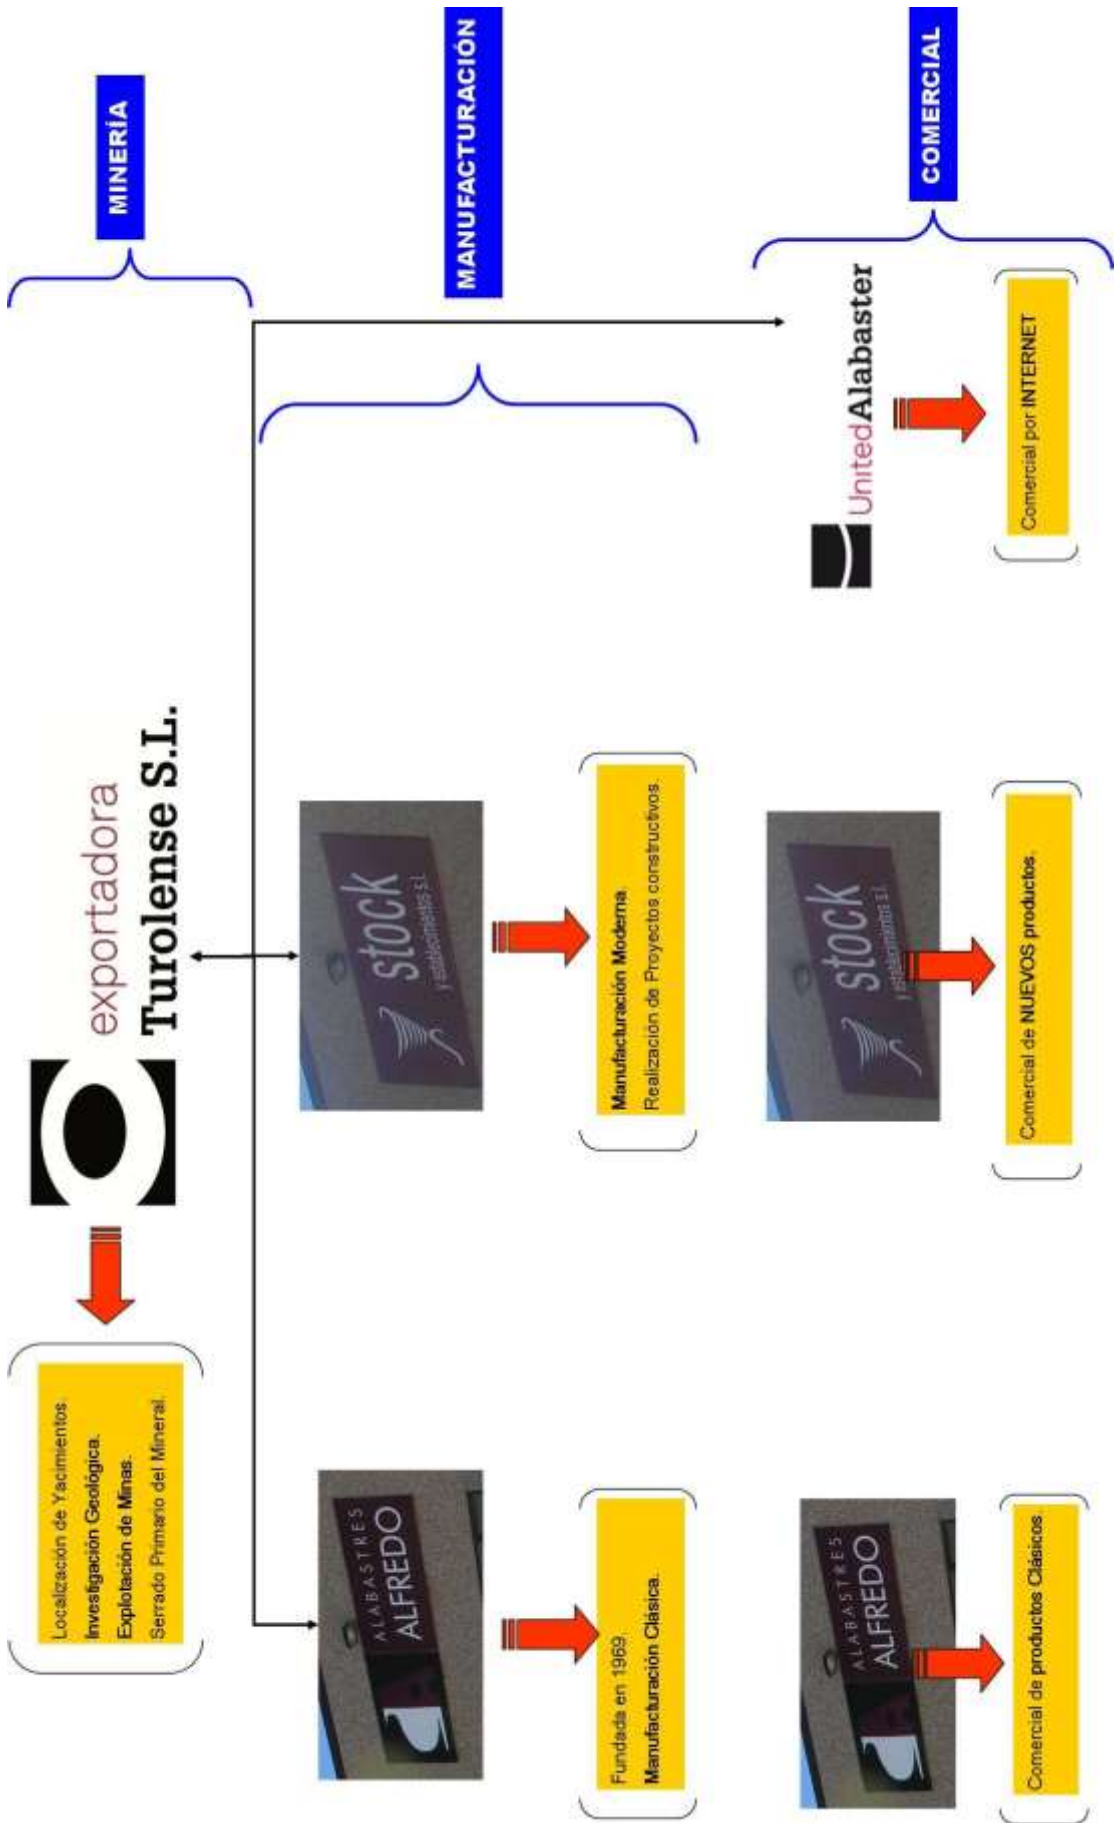 exportadora
Turolense S.L.
MINERÍA
Localización de Yacimientos.
Investigación Geológica.
Explotación de Minas.
Serrado Primario del Mineral.
ALABASTRES
ALFREDO
stock
y establecimientos s.l.
MANUFACTURACIÓN
Fundada en 1969.
Manufacturación Clásica.
Manufacturación Moderna.
Realización de Proyectos constructivos.
ALABASTRES
ALFREDO
stock
y establecimientos s.l.
UnitedAlabaster
COMERCIAL
Comercial de productos Clásicos.
Comercial de NUEVOS productos.
Comercial por INTERNET